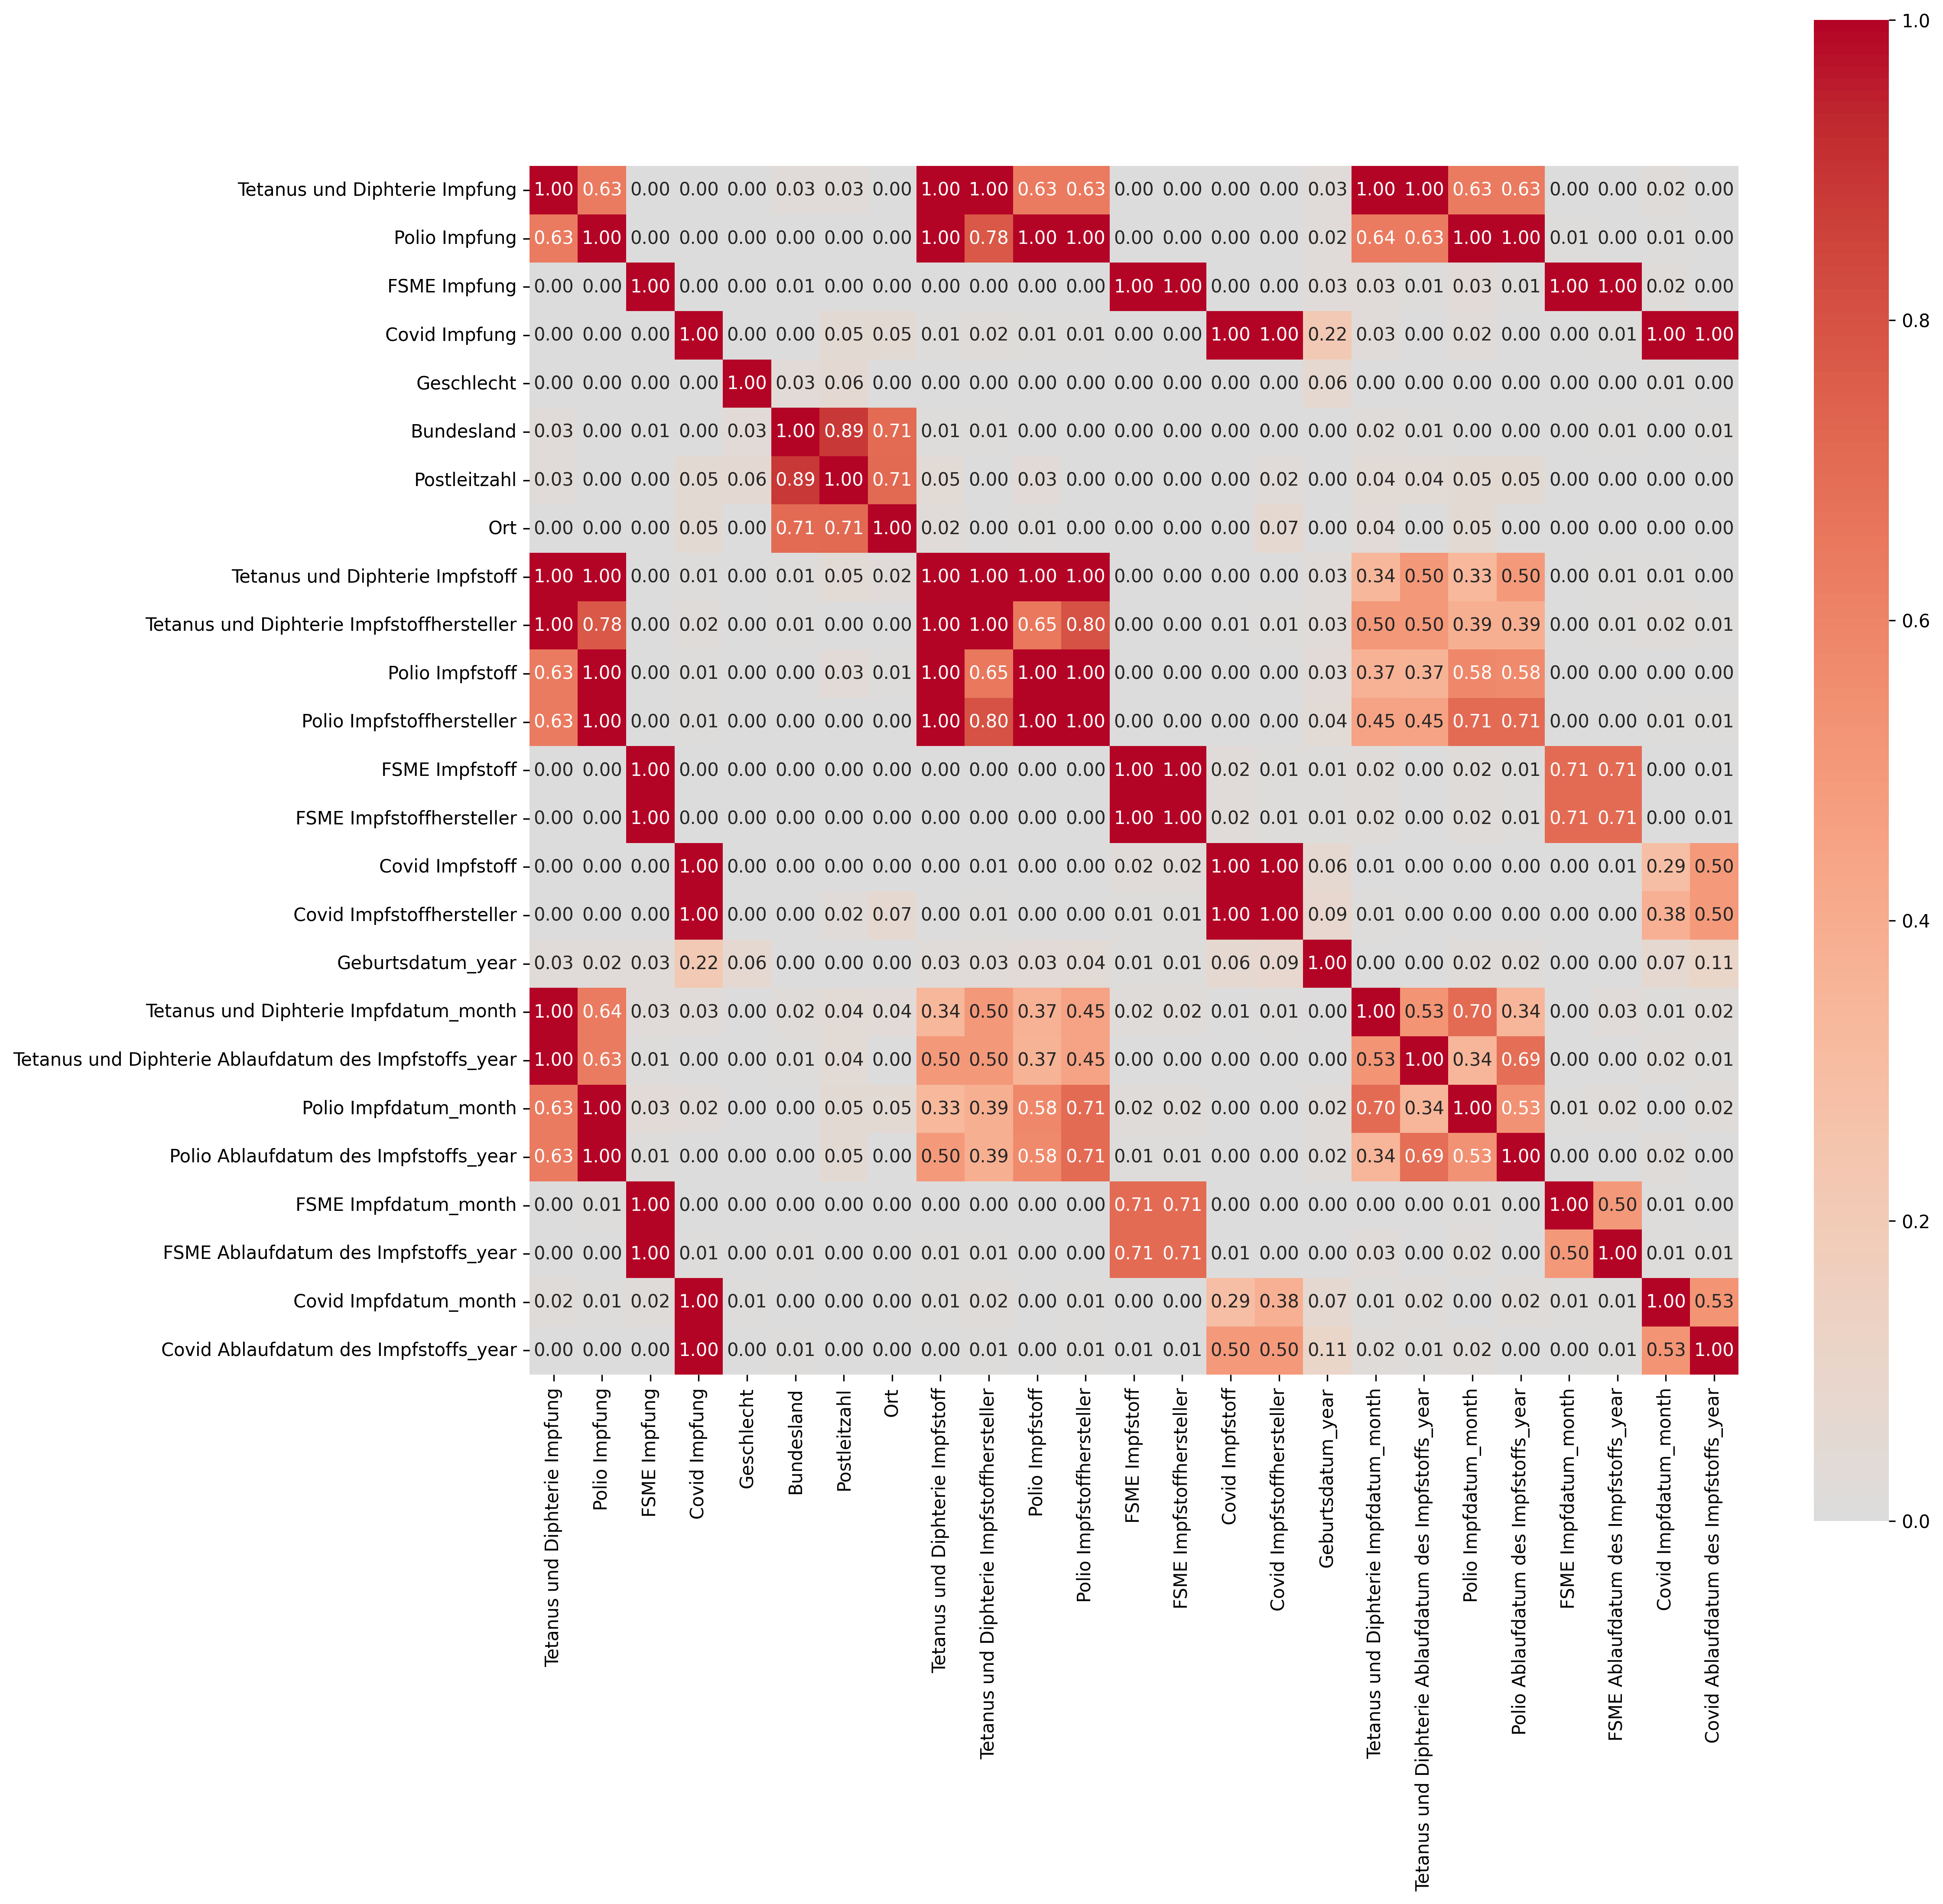 1.0
0.8
0.6
0.4
0.2
0.0
Tetanus und Diphterie Impfung 1.00 0.63 0.00 0.00 0.00 0.03 0.03 0.00 1.00 1.00 0.63 0.63 0.00 0.00 0.00 0.00 0.03 1.00 1.00 0.63 0.63 0.00 0.00 0.02 0.00
Polio Impfung 0.63 1.00 0.00 0.00 0.00 0.00 0.00 0.00 1.00 0.78 1.00 1.00 0.00 0.00 0.00 0.00 0.02 0.64 0.63 1.00 1.00 0.01 0.00 0.01 0.00
FSME Impfung 0.00 0.00 1.00 0.00 0.00 0.01 0.00 0.00 0.00 0.00 0.00 0.00 1.00 1.00 0.00 0.00 0.03 0.03 0.01 0.03 0.01 1.00 1.00 0.02 0.00
Covid Impfung 0.00 0.00 0.00 1.00 0.00 0.00 0.05 0.05 0.01 0.02 0.01 0.01 0.00 0.00 1.00 1.00 0.22 0.03 0.00 0.02 0.00 0.00 0.01 1.00 1.00
Geschlecht 0.00 0.00 0.00 0.00 1.00 0.03 0.06 0.00 0.00 0.00 0.00 0.00 0.00 0.00 0.00 0.00 0.06 0.00 0.00 0.00 0.00 0.00 0.00 0.01 0.00
Bundesland 0.03 0.00 0.01 0.00 0.03 1.00 0.89 0.71 0.01 0.01 0.00 0.00 0.00 0.00 0.00 0.00 0.00 0.02 0.01 0.00 0.00 0.00 0.01 0.00 0.01
Postleitzahl 0.03 0.00 0.00 0.05 0.06 0.89 1.00 0.71 0.05 0.00 0.03 0.00 0.00 0.00 0.00 0.02 0.00 0.04 0.04 0.05 0.05 0.00 0.00 0.00 0.00
Ort 0.00 0.00 0.00 0.05 0.00 0.71 0.71 1.00 0.02 0.00 0.01 0.00 0.00 0.00 0.00 0.07 0.00 0.04 0.00 0.05 0.00 0.00 0.00 0.00 0.00
Tetanus und Diphterie Impfstoff 1.00 1.00 0.00 0.01 0.00 0.01 0.05 0.02 1.00 1.00 1.00 1.00 0.00 0.00 0.00 0.00 0.03 0.34 0.50 0.33 0.50 0.00 0.01 0.01 0.00
Tetanus und Diphterie Impfstoffhersteller 1.00 0.78 0.00 0.02 0.00 0.01 0.00 0.00 1.00 1.00 0.65 0.80 0.00 0.00 0.01 0.01 0.03 0.50 0.50 0.39 0.39 0.00 0.01 0.02 0.01
Polio Impfstoff 0.63 1.00 0.00 0.01 0.00 0.00 0.03 0.01 1.00 0.65 1.00 1.00 0.00 0.00 0.00 0.00 0.03 0.37 0.37 0.58 0.58 0.00 0.00 0.00 0.00
Polio Impfstoffhersteller 0.63 1.00 0.00 0.01 0.00 0.00 0.00 0.00 1.00 0.80 1.00 1.00 0.00 0.00 0.00 0.00 0.04 0.45 0.45 0.71 0.71 0.00 0.00 0.01 0.01
FSME Impfstoff 0.00 0.00 1.00 0.00 0.00 0.00 0.00 0.00 0.00 0.00 0.00 0.00 1.00 1.00 0.02 0.01 0.01 0.02 0.00 0.02 0.01 0.71 0.71 0.00 0.01
FSME Impfstoffhersteller 0.00 0.00 1.00 0.00 0.00 0.00 0.00 0.00 0.00 0.00 0.00 0.00 1.00 1.00 0.02 0.01 0.01 0.02 0.00 0.02 0.01 0.71 0.71 0.00 0.01
Covid Impfstoff 0.00 0.00 0.00 1.00 0.00 0.00 0.00 0.00 0.00 0.01 0.00 0.00 0.02 0.02 1.00 1.00 0.06 0.01 0.00 0.00 0.00 0.00 0.01 0.29 0.50
Covid Impfstoffhersteller 0.00 0.00 0.00 1.00 0.00 0.00 0.02 0.07 0.00 0.01 0.00 0.00 0.01 0.01 1.00 1.00 0.09 0.01 0.00 0.00 0.00 0.00 0.00 0.38 0.50
Geburtsdatum_year 0.03 0.02 0.03 0.22 0.06 0.00 0.00 0.00 0.03 0.03 0.03 0.04 0.01 0.01 0.06 0.09 1.00 0.00 0.00 0.02 0.02 0.00 0.00 0.07 0.11
Tetanus und Diphterie Impfdatum_month 1.00 0.64 0.03 0.03 0.00 0.02 0.04 0.04 0.34 0.50 0.37 0.45 0.02 0.02 0.01 0.01 0.00 1.00 0.53 0.70 0.34 0.00 0.03 0.01 0.02
Tetanus und Diphterie Ablaufdatum des Impfstoffs_year 1.00 0.63 0.01 0.00 0.00 0.01 0.04 0.00 0.50 0.50 0.37 0.45 0.00 0.00 0.00 0.00 0.00 0.53 1.00 0.34 0.69 0.00 0.00 0.02 0.01
Polio Impfdatum_month 0.63 1.00 0.03 0.02 0.00 0.00 0.05 0.05 0.33 0.39 0.58 0.71 0.02 0.02 0.00 0.00 0.02 0.70 0.34 1.00 0.53 0.01 0.02 0.00 0.02
Polio Ablaufdatum des Impfstoffs_year 0.63 1.00 0.01 0.00 0.00 0.00 0.05 0.00 0.50 0.39 0.58 0.71 0.01 0.01 0.00 0.00 0.02 0.34 0.69 0.53 1.00 0.00 0.00 0.02 0.00
FSME Impfdatum_month 0.00 0.01 1.00 0.00 0.00 0.00 0.00 0.00 0.00 0.00 0.00 0.00 0.71 0.71 0.00 0.00 0.00 0.00 0.00 0.01 0.00 1.00 0.50 0.01 0.00
FSME Ablaufdatum des Impfstoffs_year 0.00 0.00 1.00 0.01 0.00 0.01 0.00 0.00 0.01 0.01 0.00 0.00 0.71 0.71 0.01 0.00 0.00 0.03 0.00 0.02 0.00 0.50 1.00 0.01 0.01
Covid Impfdatum_month 0.02 0.01 0.02 1.00 0.01 0.00 0.00 0.00 0.01 0.02 0.00 0.01 0.00 0.00 0.29 0.38 0.07 0.01 0.02 0.00 0.02 0.01 0.01 1.00 0.53
Covid Ablaufdatum des Impfstoffs_year 0.00 0.00 0.00 1.00 0.00 0.01 0.00 0.00 0.00 0.01 0.00 0.01 0.01 0.01 0.50 0.50 0.11 0.02 0.01 0.02 0.00 0.00 0.01 0.53 1.00
Tetanus und Diphterie Impfung
Polio Impfung
FSME Impfung
Covid Impfung
Geschlecht
Bundesland
Postleitzahl
Ort
Tetanus und Diphterie Impfstoff
Tetanus und Diphterie Impfstoffhersteller
Polio Impfstoff
Polio Impfstoffhersteller
FSME Impfstoff
FSME Impfstoffhersteller
Covid Impfstoff
Covid Impfstoffhersteller
Geburtsdatum_year
Tetanus und Diphterie Impfdatum_month
Tetanus und Diphterie Ablaufdatum des Impfstoffs_year
Polio Impfdatum_month
Polio Ablaufdatum des Impfstoffs_year
FSME Impfdatum_month
FSME Ablaufdatum des Impfstoffs_year
Covid Impfdatum_month
Covid Ablaufdatum des Impfstoffs_year